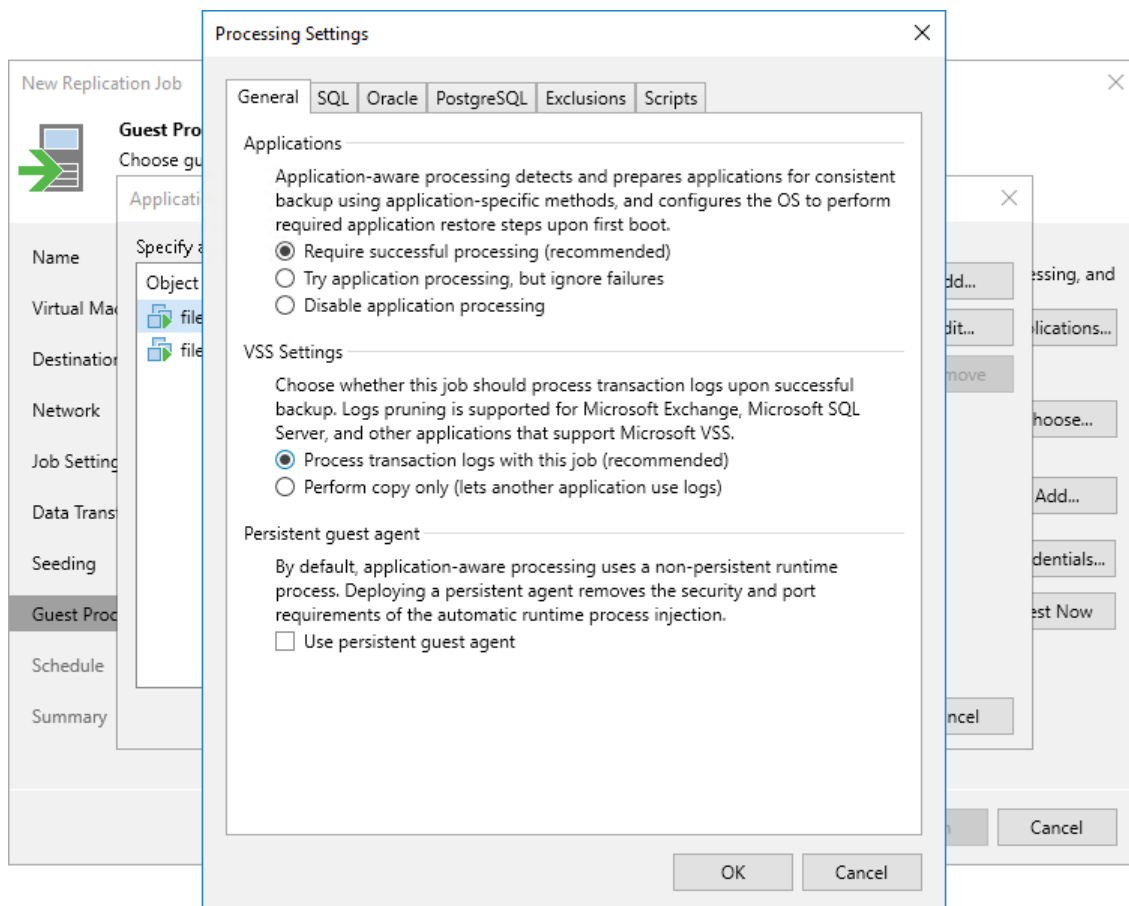 Processing Settings
New Replication Job
General
SQL
Oracle
PostgreSQL
Exclusions
Scripts
Guest Pro
Choose gu
Applications
Application-aware processing detects and prepares applications for consistent
backup using application-specific methods, and configures the OS to perform
required application restore steps upon first boot.
Require successful processing (recommended)
Try application processing, but ignore failures
Disable application processing
VSS Settings
Choose whether this job should process transaction logs upon successful
backup. Logs pruning is supported for Microsoft Exchange, Microsoft SQL
Server, and other applications that support Microsoft VSS.
Process transaction logs with this job (recommended)
Perform copy only (lets another application use logs)
Persistent guest agent
By default, application-aware processing uses a non-persistent runtime
process. Deploying a persistent agent removes the security and port
requirements of the automatic runtime process injection.
Use persistent guest agent
OK
Cancel
Applicati
Specify a
Object
file
file
dd...
dit...
move
ncel
Name
Virtual Mac
Destination
Network
Job Setting
Data Trans
Seeding
Guest Proc
Schedule
Summary
essing, and
plications...
hoose...
Add...
dentials...
est Now
Cancel